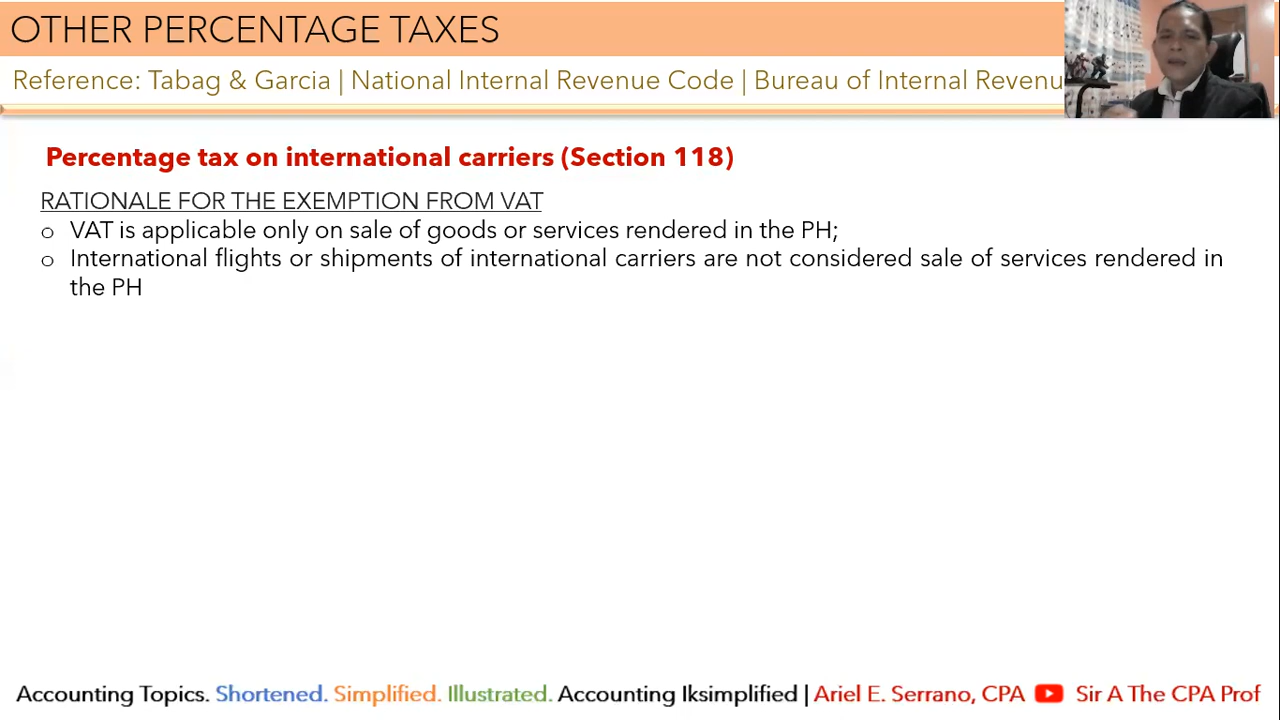 OTHER PERCENTAGE TAXES
Reference: Tabag & Garcia | National Internal Revenue Code | Bureau of Internal Revenu
Percentage tax on international carriers (Section 118)
RATIONALE FOR THE EXEMPTION FROM VAT
o VAT is applicable only on sale of goods or services rendered in the PH;
o International flights or shipments of international carriers are not considered sale of services rendered in
the PH
Accounting Topics. Shortened. Simplified. Illustrated. Accounting Iksimplified | Ariel E. Serrano, CPA Sir A The CPA Prof